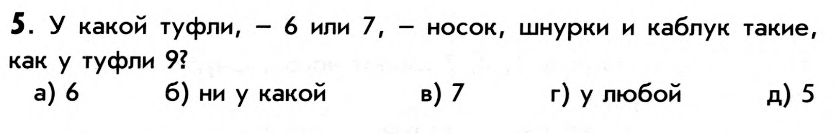 5. У какой туфли, – 6 или 7, – носок, шнурки и каблук такие,
как у туфли 9?
а) 6 б) ни у какой в) 7 г) у любой д) 5